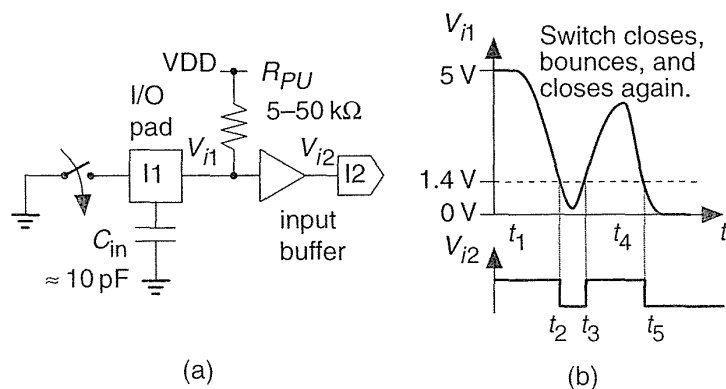 VDD
R_PU
5–50 kΩ
I/O
pad
V_i1
V_i2
I1
I2
C_in
≈ 10 pF
input
buffer
(a)
V_i1
Switch closes,
bounces, and
closes again.
5 V
1.4 V
0 V
t_1
t_4
t
V_i2
t_2
t_3
t_5
(b)